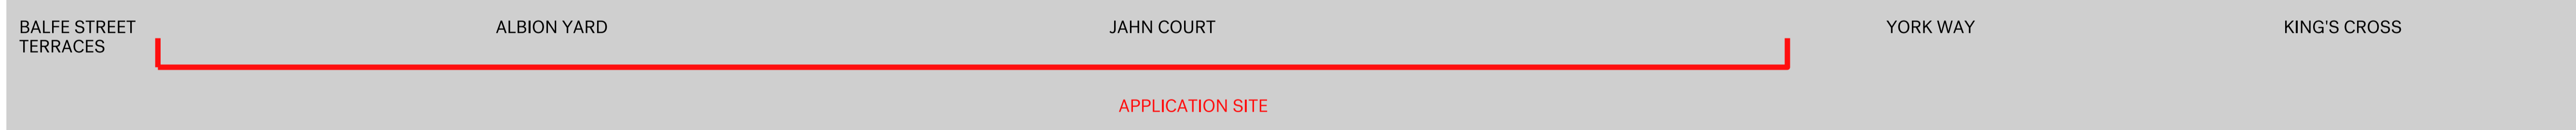 BALFE STREET
TERRACES
ALBION YARD
JAHN COURT
YORK WAY
KING'S CROSS
APPLICATION SITE